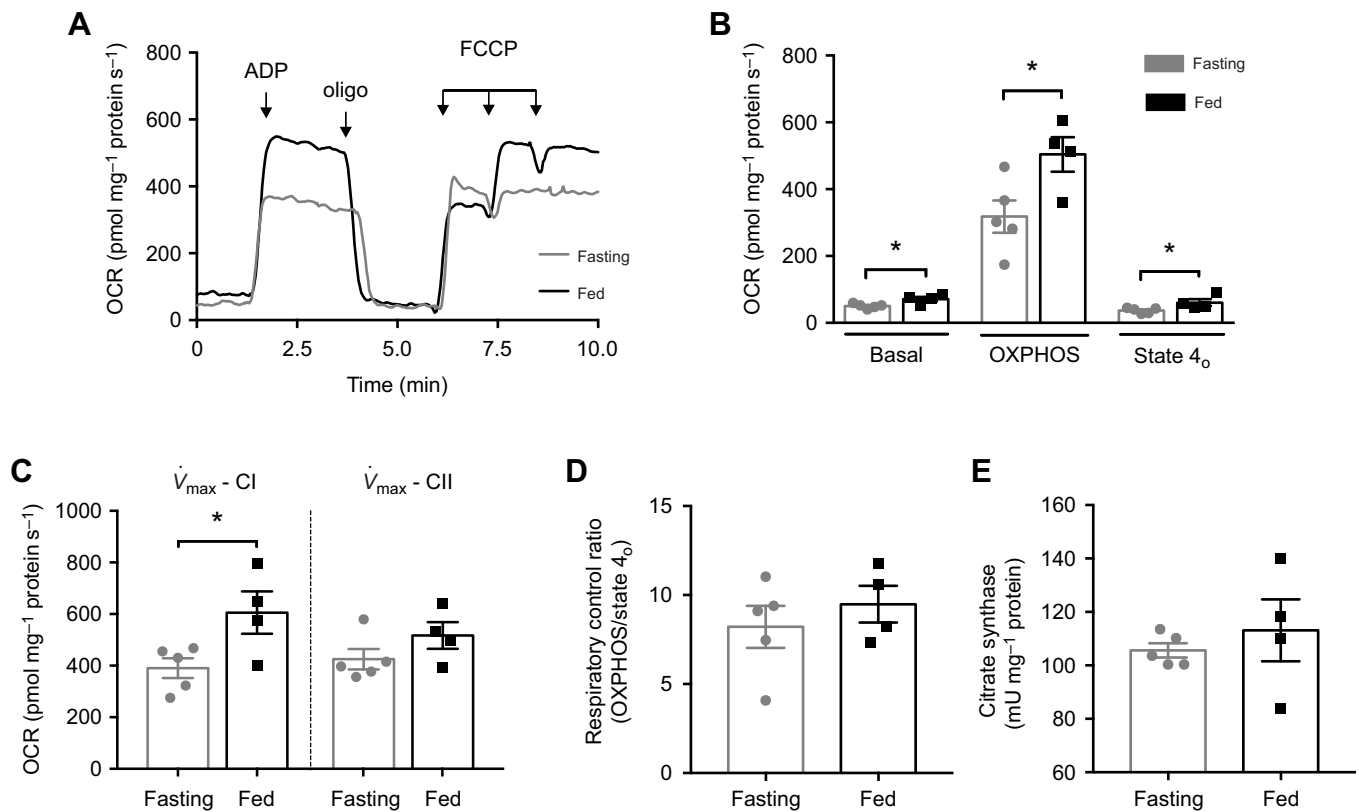 A
OCR (pmol mg–1 protein s–1)
800
600
400
200
0
ADP
oligo
FCCP
Fasting
Fed
0
2.5
5.0
7.5
10.0
Time (min)
B
OCR (pmol mg–1 protein s–1)
800
600
400
200
0
*
*
*
Fasting
Fed
Basal
OXPHOS
State 4o
C
V̇max - CI
V̇max - CII
OCR (pmol mg–1 protein s–1)
1000
800
600
400
200
0
*
Fasting
Fed
Fasting
Fed
D
Respiratory control ratio
(OXPHOS/state 4o)
15
10
5
0
Fasting
Fed
E
Citrate synthase
(mU mg–1 protein)
160
140
120
100
80
60
Fasting
Fed